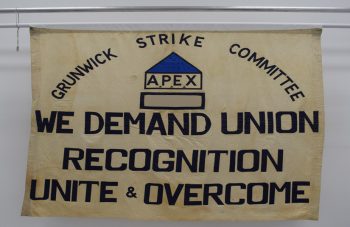 GRUNWICK STRIKE COMMITTEE
APEX
WE DEMAND UNION
RECOGNITION
UNITE & OVERCOME